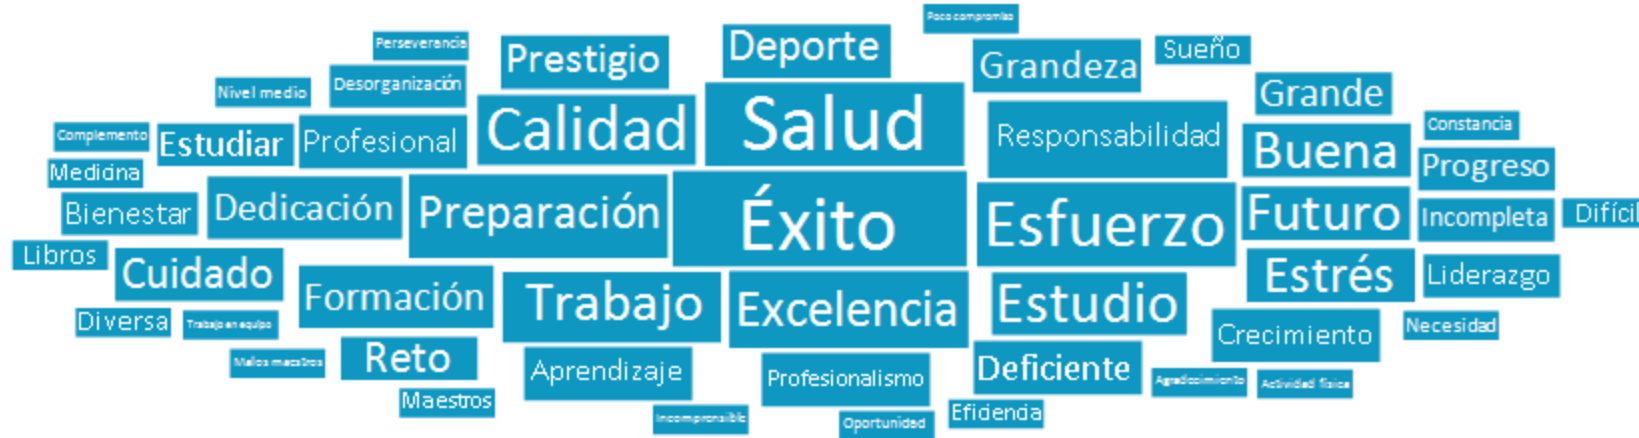 Poco compromiso
Perseverancia
Prestigio
Deporte
Grandeza
Sueño
Nivel medio
Desorganización
Grande
Complemento
Estudiar
Profesional
Calidad
Salud
Responsabilidad
Buena
Constancia
Medicina
Progreso
Bienestar
Dedicación
Preparación
Éxito
Esfuerzo
Futuro
Incompleta
Difícil
Libros
Cuidado
Formación
Trabajo
Excelencia
Estudio
Estrés
Liderazgo
Diversa
Trabajo en equipo
Crecimiento
Necesidad
Malos maestros
Reto
Aprendizaje
Profesionalismo
Deficiente
Agradecimiento
Actividad física
Maestros
Incomprensible
Oportunidad
Eficiencia